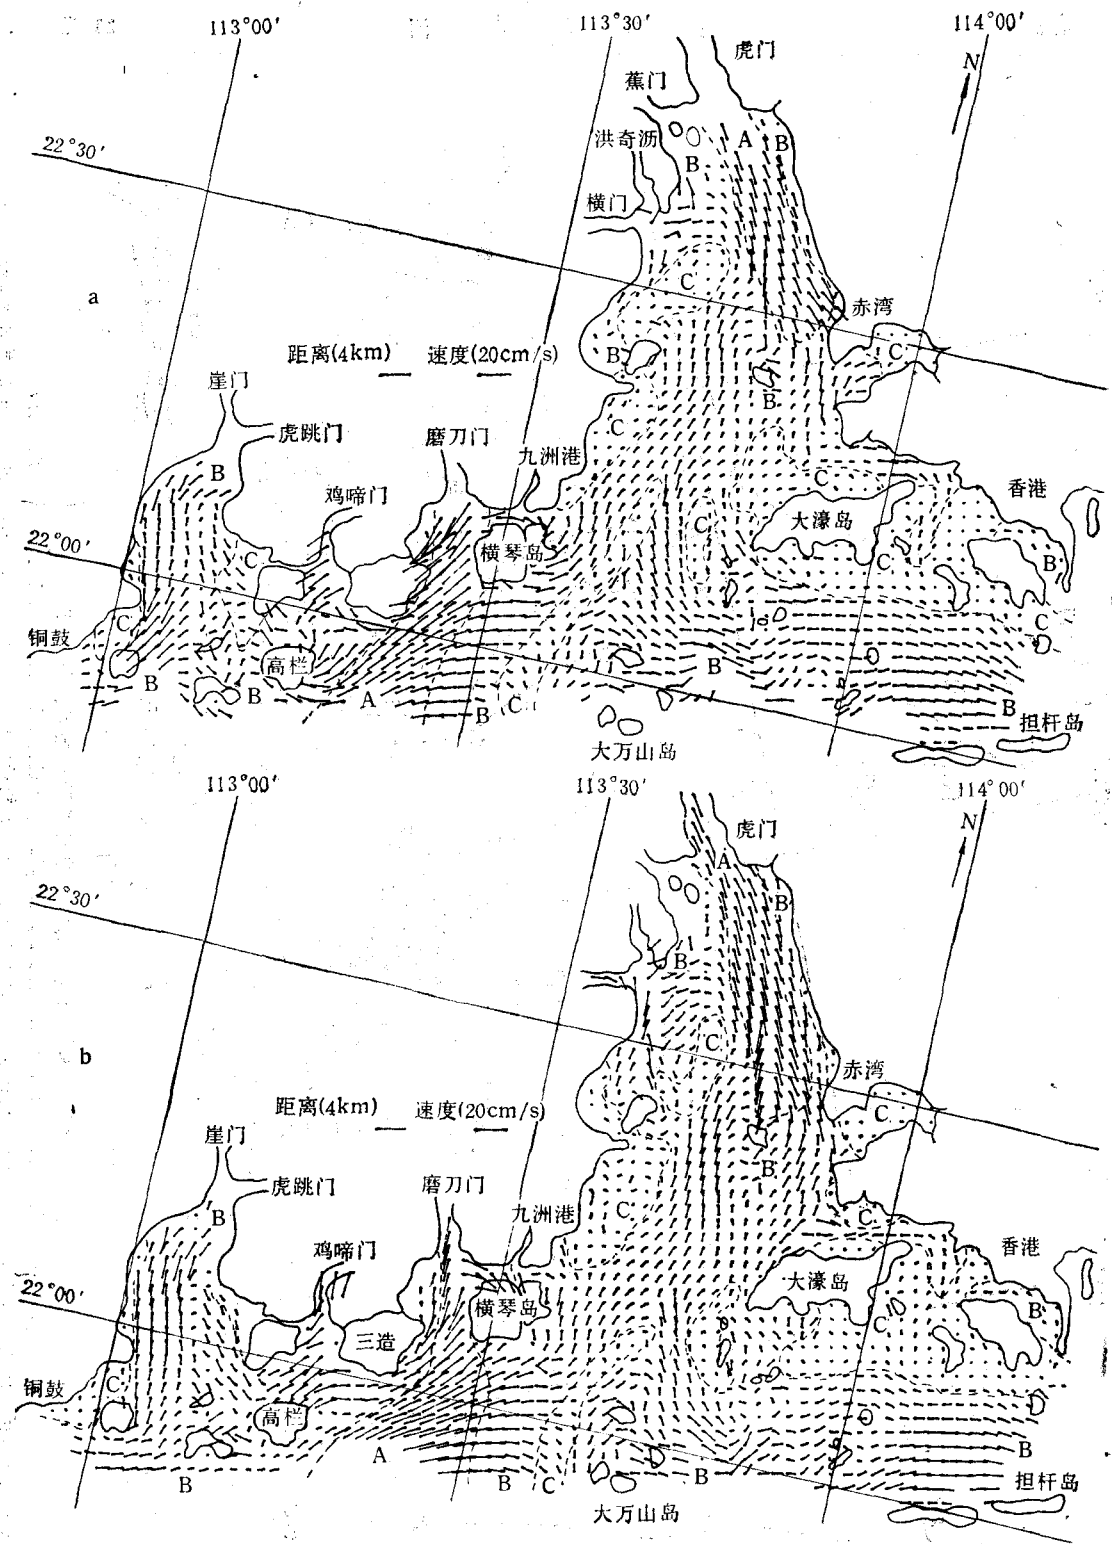 113°00′
113°30′
114°00′
虎门
N
蕉门
22°30′
洪奇沥
A
B
B
横门
C
a
赤湾
距离(4km)
速度(20cm/s)
B
C
崖门
B
虎跳门
磨刀门
C
九洲港
B
C
鸡啼门
香港
C
大濠岛
22°00′
C
横琴岛
C
B
C
C
铜鼓
高栏
B
B
B
A
B
C
B
担杆岛
大万山岛
113°00′
113°30′
114°00′
N
虎门
A
22°30′
B
B
C
b
赤湾
距离(4km)
速度(20cm/s)
C
崖门
B
虎跳门
磨刀门
C
九洲港
B
C
鸡啼门
香港
大濠岛
22°00′
横琴岛
B
C
三造
C
铜鼓
高栏
A
B
B
B
C
B
担杆岛
大万山岛